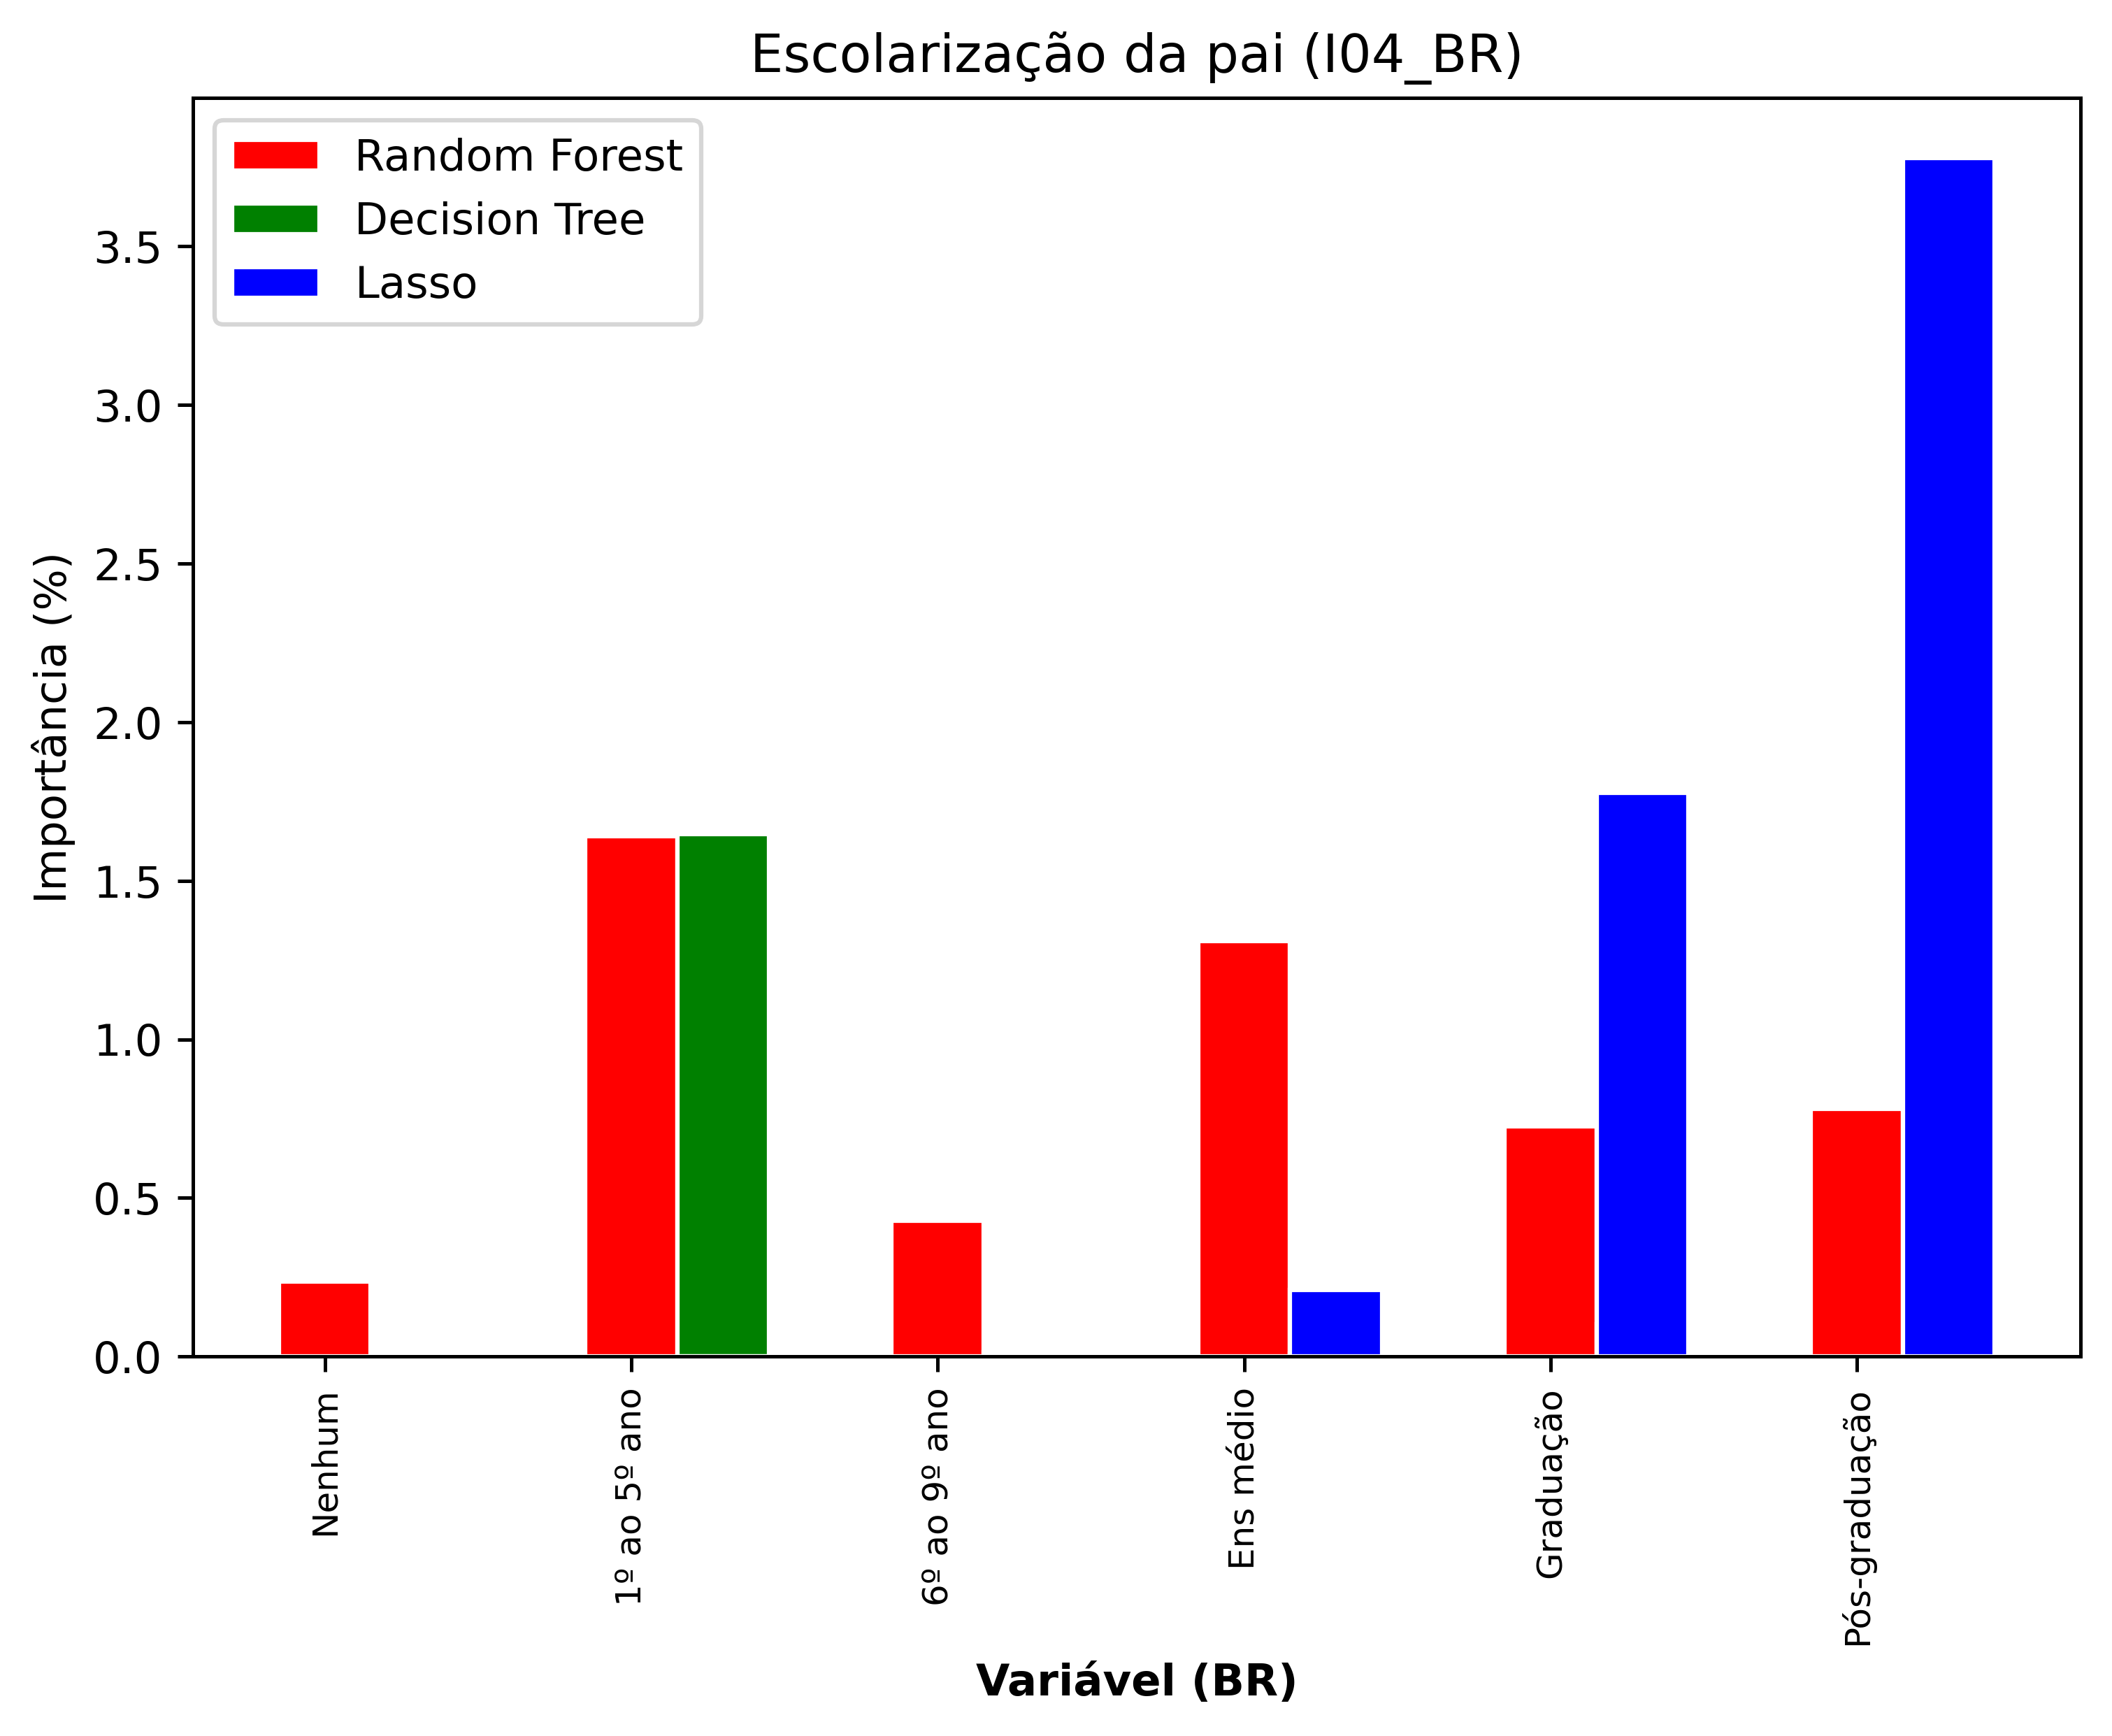 Escolarização da pai (I04_BR)
Random Forest
Decision Tree
Lasso
Importância (%)
3.5
3.0
2.5
2.0
1.5
1.0
0.5
0.0
Nenhum
1º ao 5º ano
6º ao 9º ano
Ens médio
Graduação
Pós-graduação
Variável (BR)